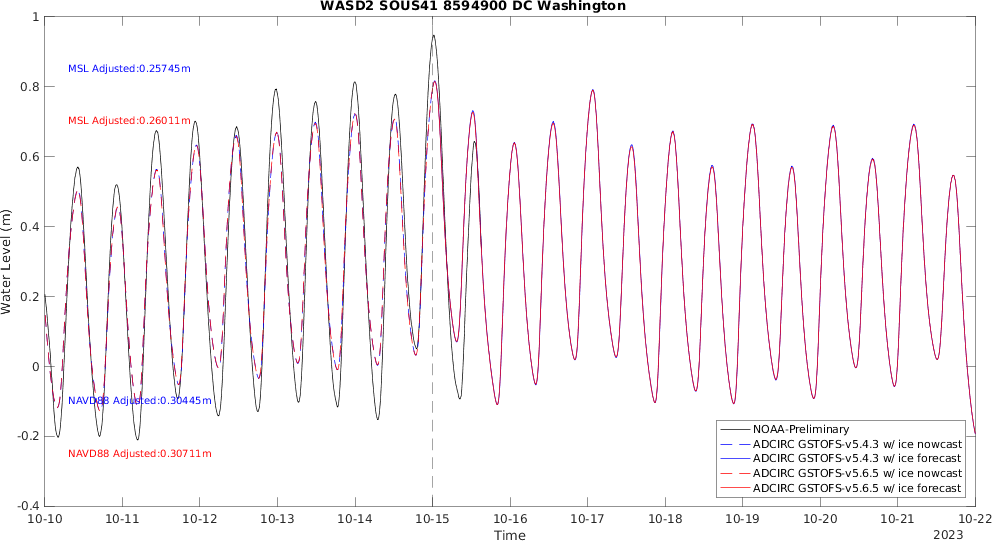 WASD2 SOUS41 8594900 DC Washington
1
0.8
0.6
0.4
0.2
0
-0.2
-0.4
Water Level (m)
MSL Adjusted:0.25745m
MSL Adjusted:0.26011m
NAVD88 Adjusted:0.30445m
NAVD88 Adjusted:0.30711m
NOAA-Preliminary
ADCIRC GSTOFS-v5.4.3 w/ ice nowcast
ADCIRC GSTOFS-v5.4.3 w/ ice forecast
ADCIRC GSTOFS-v5.6.5 w/ ice nowcast
ADCIRC GSTOFS-v5.6.5 w/ ice forecast
10-10 10-11 10-12 10-13 10-14 10-15 10-16 10-17 10-18 10-19 10-20 10-21 10-22
Time
2023